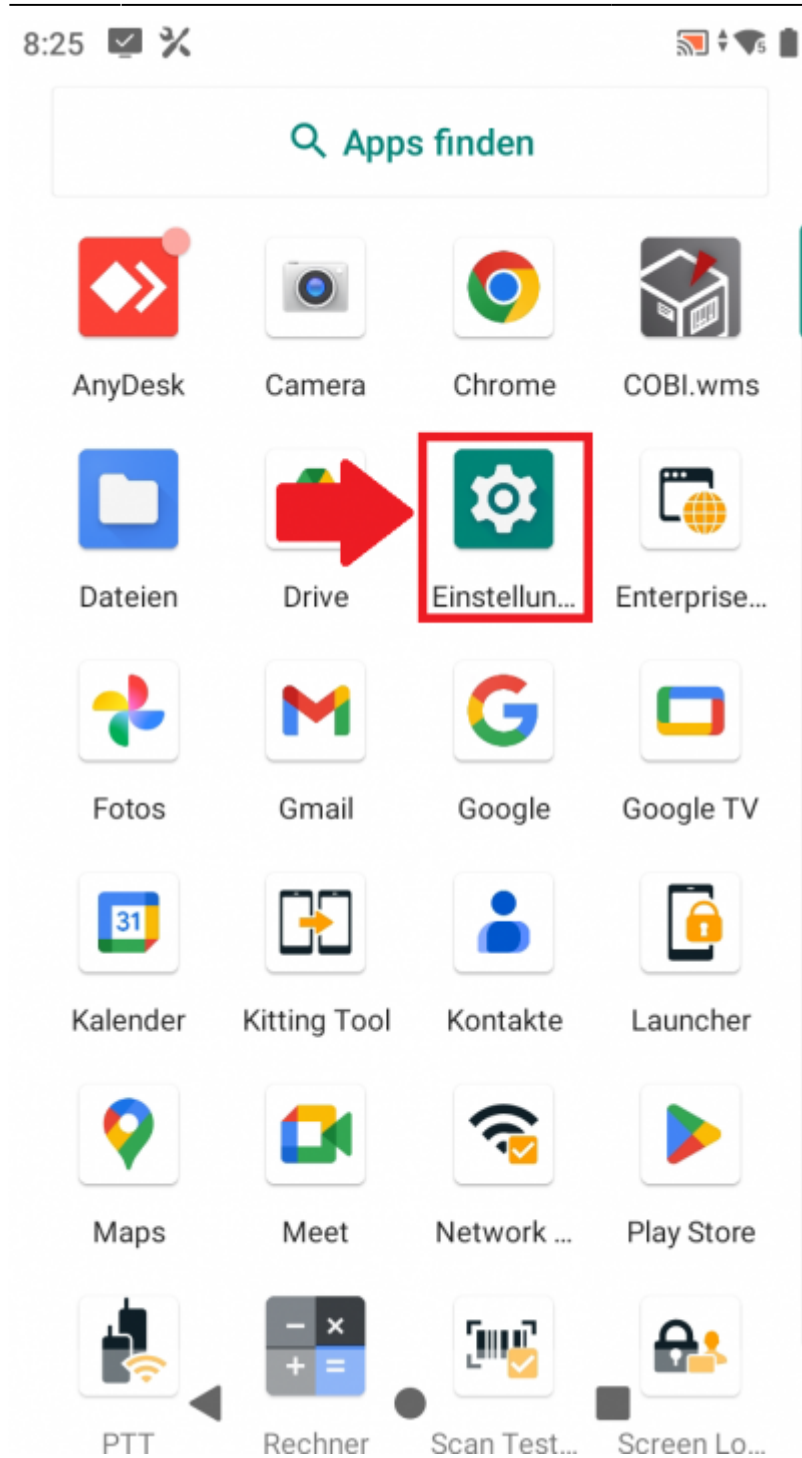 8:25
5
Apps finden
AnyDesk Camera Chrome COBI.wms
Dateien Drive Einstellun... Enterprise...
Fotos Gmail Google Google TV
31
Kalender Kitting Tool Kontakte Launcher
Maps Meet Network ... Play Store
PTT Rechner Scan Test... Screen Lo...